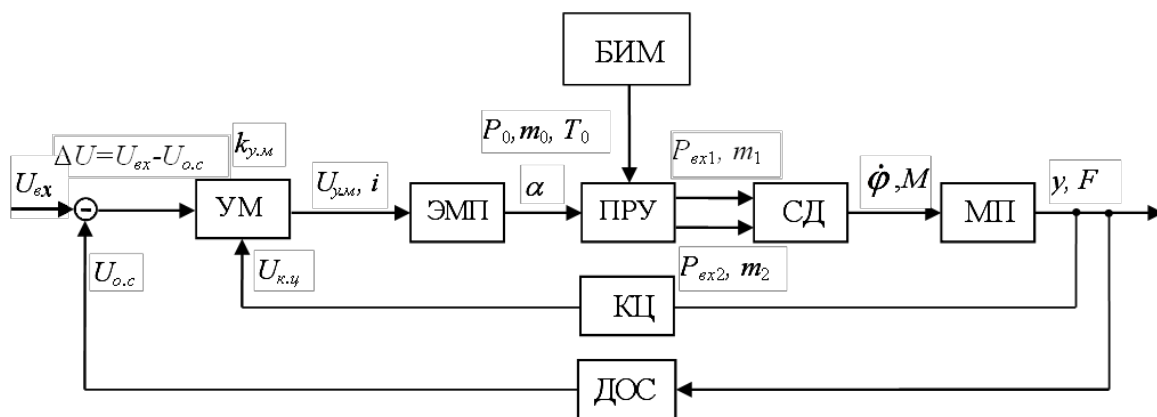 БИМ
P₀, m₀, T₀
ΔU=Uвх-Uо.с
kу.м
Pвх1, m₁
Uвх
Uу.м, i
α
φ̇ ,M
y, F
УМ
ЭМП
ПРУ
СД
МП
Uо.с
Uк.ц
Pвх2, m₂
КЦ
ДОС